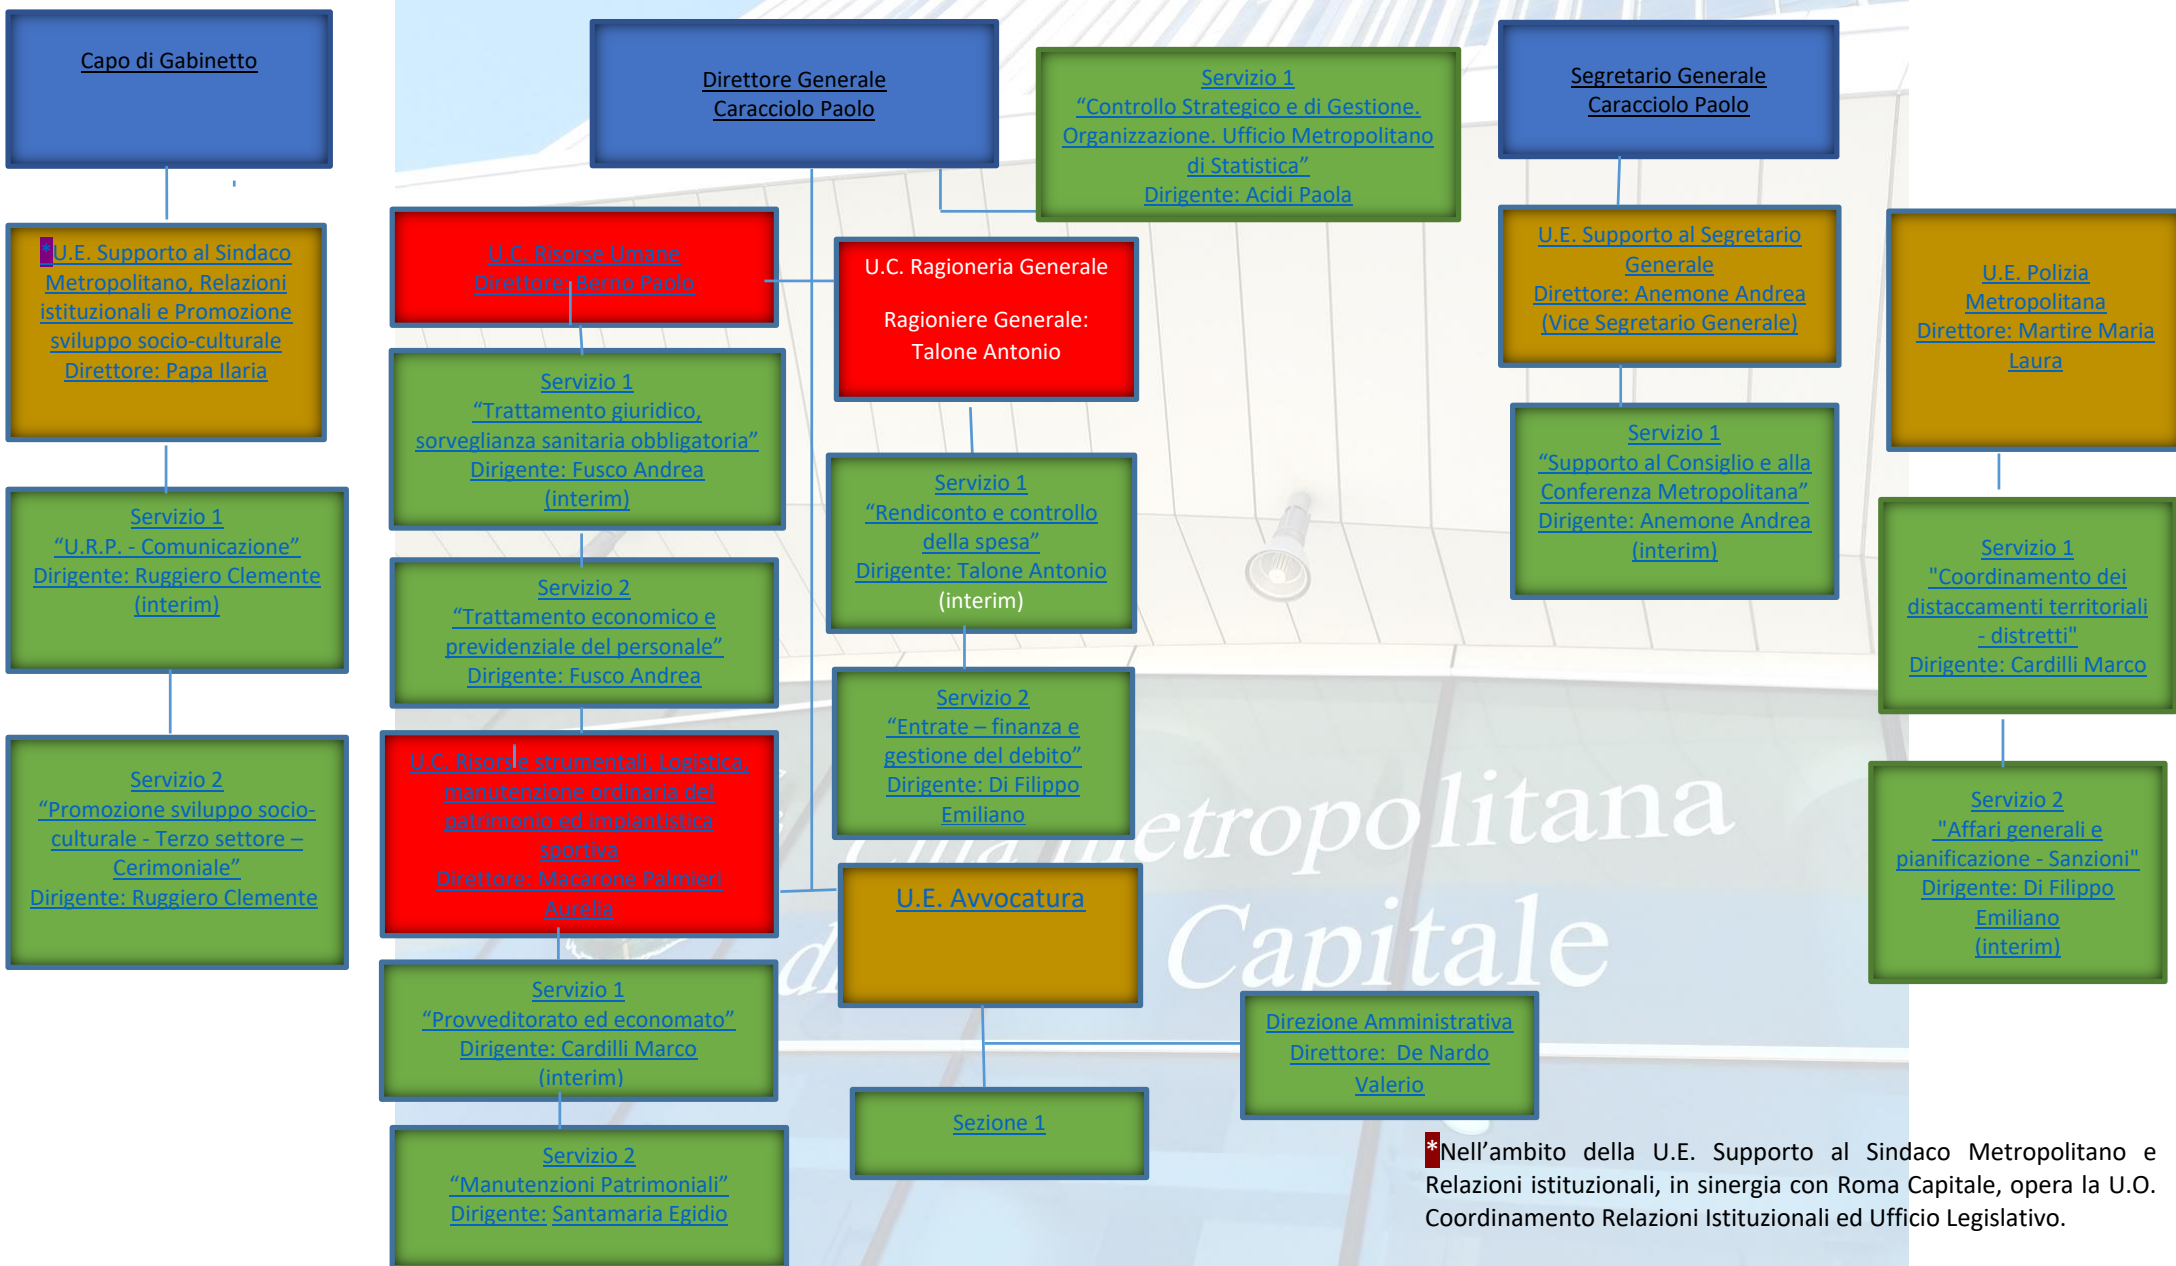 Capo di Gabinetto
Direttore Generale
Caracciolo Paolo
Servizio 1
“Controllo Strategico e di Gestione.
Organizzazione. Ufficio Metropolitano
di Statistica”
Dirigente: Acidi Paola
Segretario Generale
Caracciolo Paolo
*U.E. Supporto al Sindaco
Metropolitano, Relazioni
istituzionali e Promozione
sviluppo socio-culturale
Direttore: Papa Ilaria
U.C. Risorse Umane
Direttore: Berno Paolo
U.C. Ragioneria Generale
Ragioniere Generale:
Talone Antonio
U.E. Supporto al Segretario
Generale
Direttore: Anemone Andrea
(Vice Segretario Generale)
U.E. Polizia
Metropolitana
Direttore: Martire Maria
Laura
Servizio 1
“Trattamento giuridico,
sorveglianza sanitaria obbligatoria”
Dirigente: Fusco Andrea
(interim)
Servizio 1
“Rendiconto e controllo
della spesa”
Dirigente: Talone Antonio
(interim)
Servizio 1
“Supporto al Consiglio e alla
Conferenza Metropolitana”
Dirigente: Anemone Andrea
(interim)
Servizio 1
“U.R.P. - Comunicazione”
Dirigente: Ruggiero Clemente
(interim)
Servizio 1
"Coordinamento dei
distaccamenti territoriali
- distretti"
Dirigente: Cardilli Marco
Servizio 2
“Trattamento economico e
previdenziale del personale”
Dirigente: Fusco Andrea
Servizio 2
“Entrate – finanza e
gestione del debito”
Dirigente: Di Filippo
Emiliano
Servizio 2
“Promozione sviluppo socio-
culturale - Terzo settore –
Cerimoniale”
Dirigente: Ruggiero Clemente
U.C. Risorse strumentali, Logistica,
manutenzione ordinaria del
patrimonio ed impiantistica
sportiva
Direttore: Macarone Palmieri
Aurelia
Servizio 2
"Affari generali e
pianificazione - Sanzioni"
Dirigente: Di Filippo
Emiliano
(interim)
U.E. Avvocatura
Città metropolitana
Capitale
Servizio 1
“Provveditorato ed economato”
Dirigente: Cardilli Marco
(interim)
Direzione Amministrativa
Direttore: De Nardo
Valerio
Sezione 1
Servizio 2
“Manutenzioni Patrimoniali”
Dirigente: Santamaria Egidio
*Nell’ambito della U.E. Supporto al Sindaco Metropolitano e
Relazioni istituzionali, in sinergia con Roma Capitale, opera la U.O.
Coordinamento Relazioni Istituzionali ed Ufficio Legislativo.